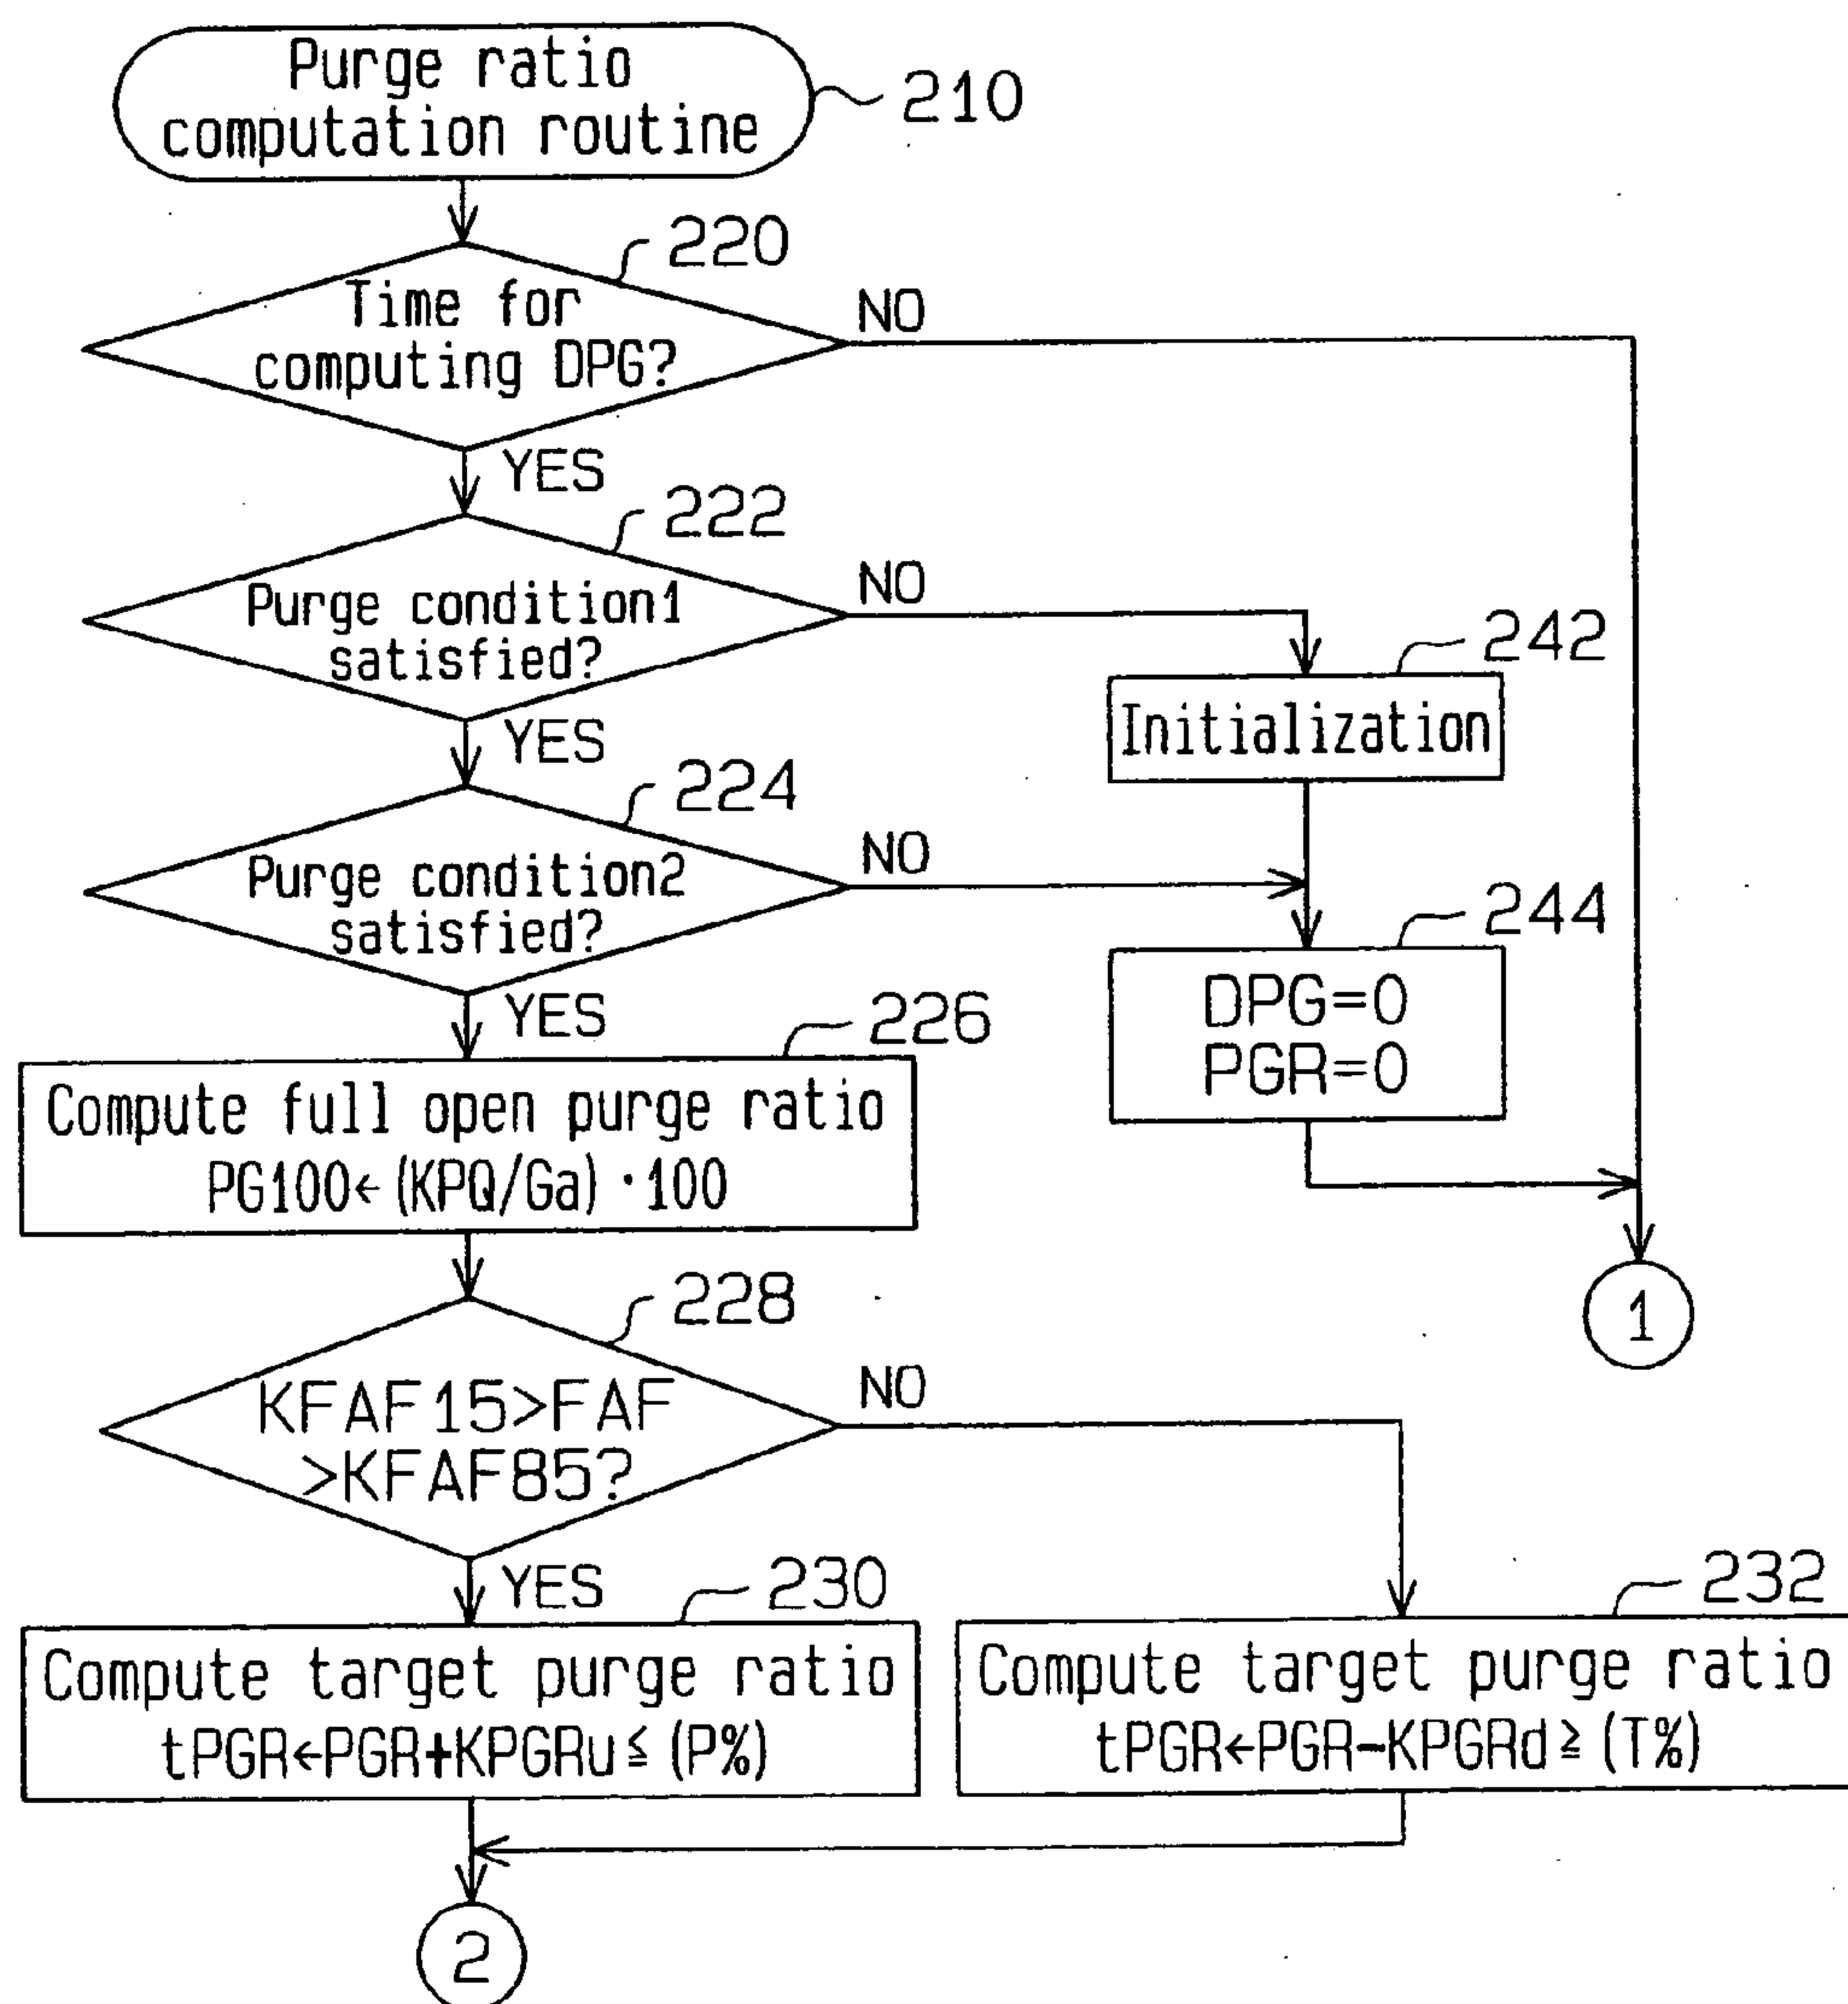 Purge ratio
computation routine
210
220
Time for
computing DPG?
NO
YES
222
Purge condition1
satisfied?
NO
242
Initialization
YES
224
Purge condition2
satisfied?
NO
244
DPG=0
PGR=0
YES
226
Compute full open purge ratio
PG100←(KPQ/Ga)·100
1
228
KFAF15>FAF
>KFAF85?
NO
YES
230
Compute target purge ratio
tPGR←PGR+KPGRu≦(P%)
232
Compute target purge ratio
tPGR←PGR−KPGRd≧(T%)
2